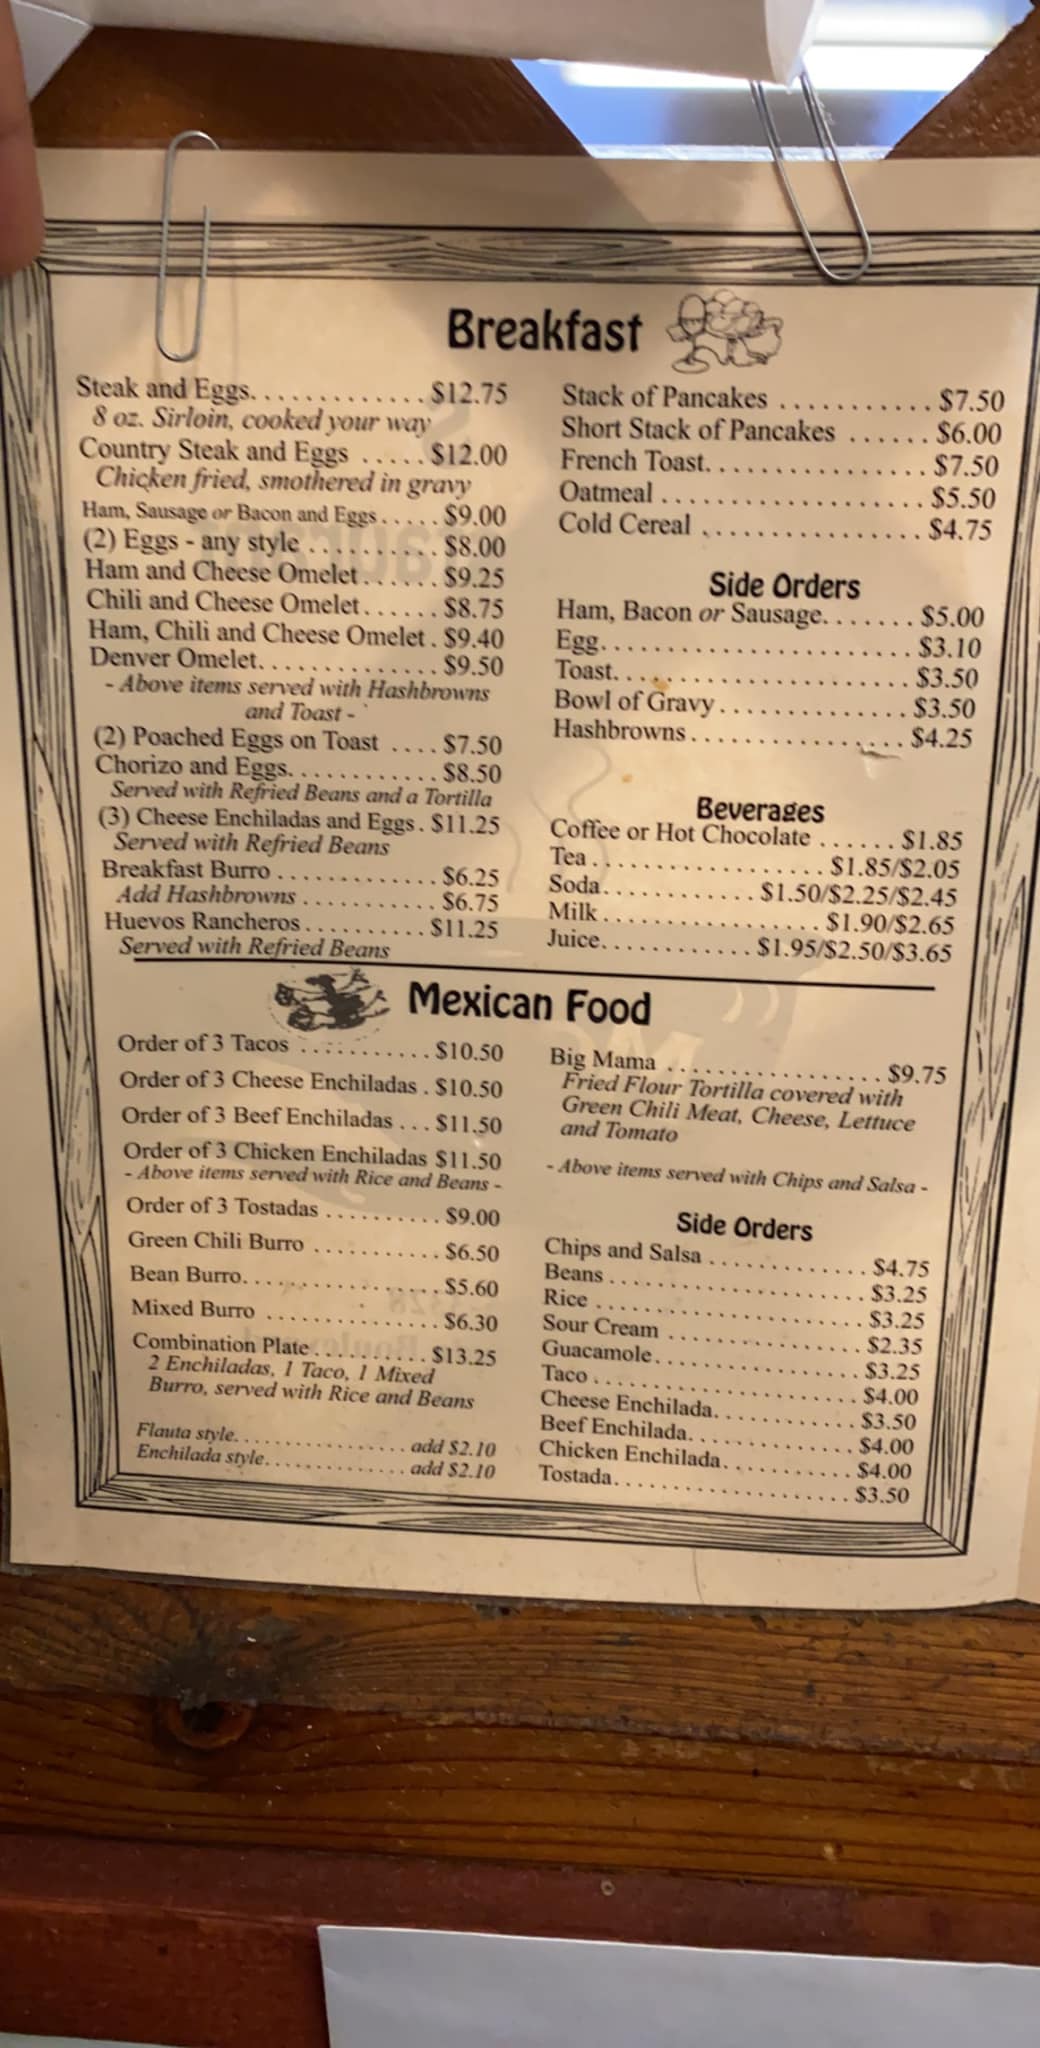 Breakfast
Steak and Eggs............. $12.75
8 oz. Sirloin, cooked your way
Country Steak and Eggs ..... $12.00
Chicken fried, smothered in gravy
Ham, Sausage or Bacon and Eggs..... $9.00
(2) Eggs - any style .......... $8.00
Ham and Cheese Omelet...... $9.25
Chili and Cheese Omelet...... $8.75
Ham, Chili and Cheese Omelet . $9.40
Denver Omelet.............. $9.50
- Above items served with Hashbrowns
and Toast -
(2) Poached Eggs on Toast .... $7.50
Chorizo and Eggs............ $8.50
Served with Refried Beans and a Tortilla
(3) Cheese Enchiladas and Eggs . $11.25
Served with Refried Beans
Breakfast Burro ............. $6.25
Add Hashbrowns ........... $6.75
Huevos Rancheros.......... $11.25
Served with Refried Beans
Stack of Pancakes ........... $7.50
Short Stack of Pancakes ...... $6.00
French Toast................ $7.50
Oatmeal ................... $5.50
Cold Cereal ................ $4.75
Side Orders
Ham, Bacon or Sausage....... $5.00
Egg....................... $3.10
Toast...................... $3.50
Bowl of Gravy.............. $3.50
Hashbrowns................ $4.25
Beverages
Coffee or Hot Chocolate ...... $1.85
Tea ................. $1.85/$2.05
Soda........... $1.50/$2.25/$2.45
Milk................ $1.90/$2.65
Juice........... $1.95/$2.50/$3.65
Mexican Food
Order of 3 Tacos ........... $10.50
Order of 3 Cheese Enchiladas . $10.50
Order of 3 Beef Enchiladas ... $11.50
Order of 3 Chicken Enchiladas $11.50
- Above items served with Rice and Beans -
Order of 3 Tostadas .......... $9.00
Green Chili Burro ........... $6.50
Bean Burro................. $5.60
Mixed Burro ............... $6.30
Combination Plate .......... $13.25
2 Enchiladas, 1 Taco, 1 Mixed
Burro, served with Rice and Beans
Flauta style................ add $2.10
Enchilada style............. add $2.10
Big Mama ................ $9.75
Fried Flour Tortilla covered with
Green Chili Meat, Cheese, Lettuce
and Tomato
- Above items served with Chips and Salsa -
Side Orders
Chips and Salsa ............. $4.75
Beans ..................... $3.25
Rice ...................... $3.25
Sour Cream ................ $2.35
Guacamole................. $3.25
Taco ...................... $4.00
Cheese Enchilada............ $3.50
Beef Enchilada.............. $4.00
Chicken Enchilada........... $4.00
Tostada.................... $3.50